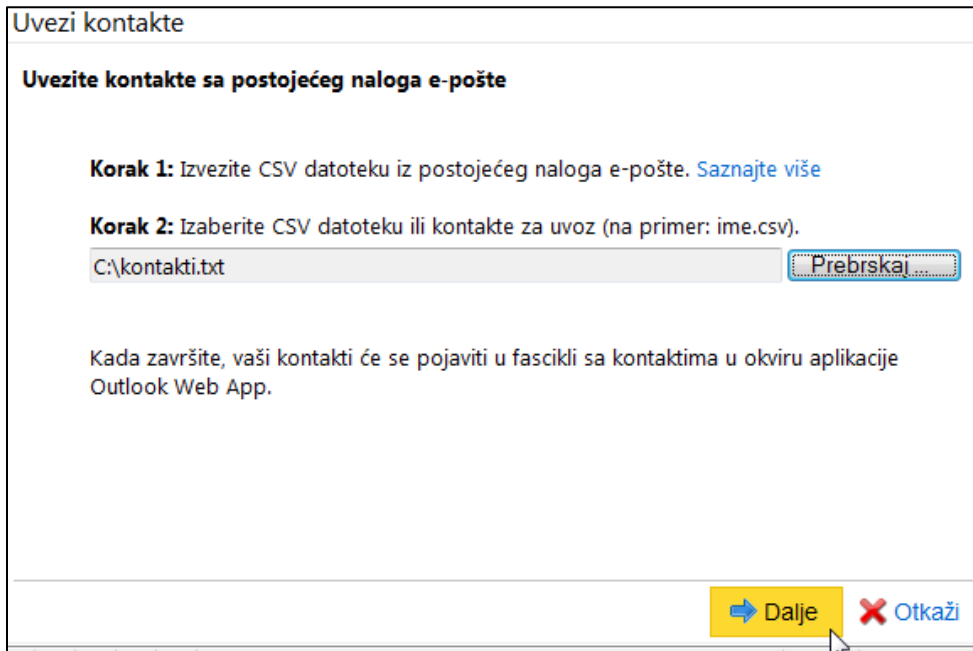 Uvezi kontakte
Uvezite kontakte sa postojećeg naloga e-pošte
Korak 1: Izvezite CSV datoteku iz postojećeg naloga e-pošte. Saznajte više
Korak 2: Izaberite CSV datoteku ili kontakte za uvoz (na primer: ime.csv).
C:\kontakti.txt Prebrskaj ...
Kada završite, vaši kontakti će se pojaviti u fascikli sa kontaktima u okviru aplikacije
Outlook Web App.
Dalje Otkaži